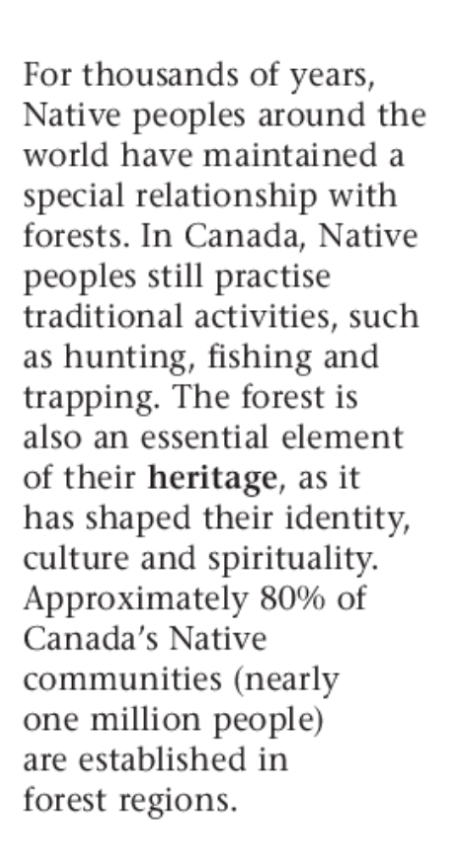 For thousands of years,
Native peoples around the
world have maintained a
special relationship with
forests. In Canada, Native
peoples still practise
traditional activities, such
as hunting, fishing and
trapping. The forest is
also an essential element
of their heritage, as it
has shaped their identity,
culture and spirituality.
Approximately 80% of
Canada's Native
communities (nearly
one million people)
are established in
forest regions.